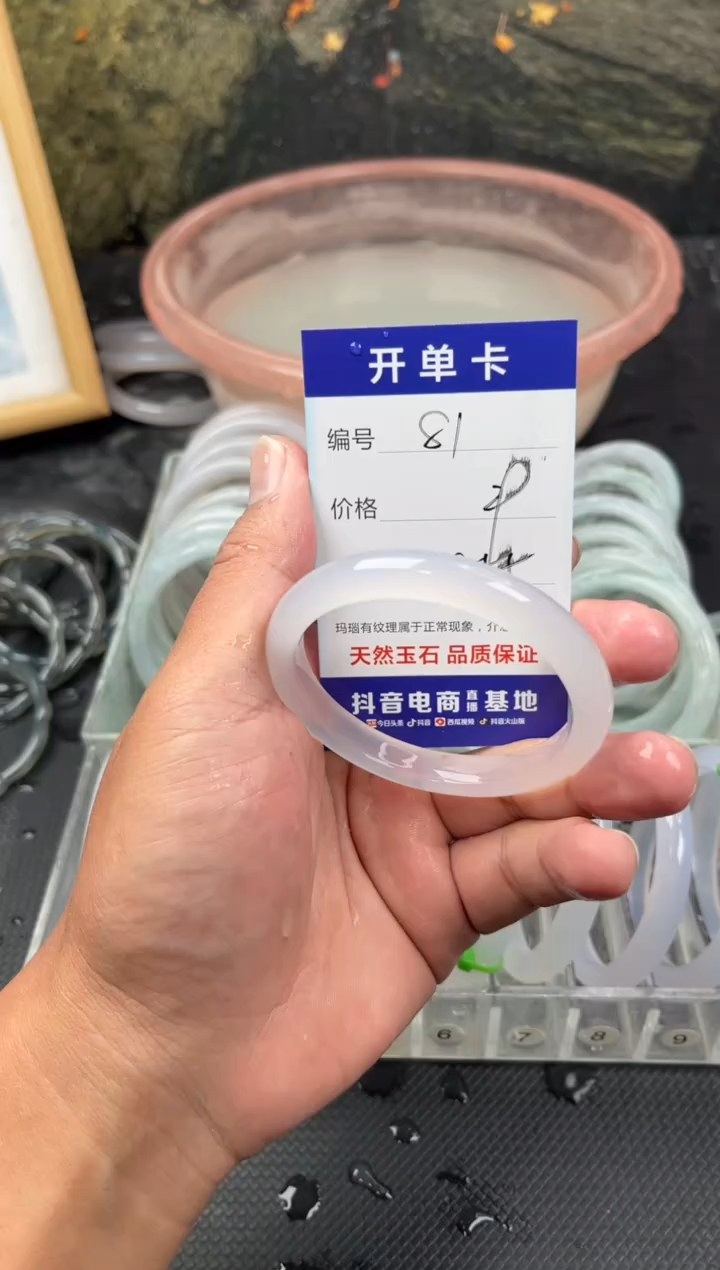 开单卡
编号 81
价格
玛瑙有纹理属于正常现象，介
天然玉石 品质保证
抖音电商直播基地
今日头条 抖音 西瓜视频 抖音火山版
6 7 8 9